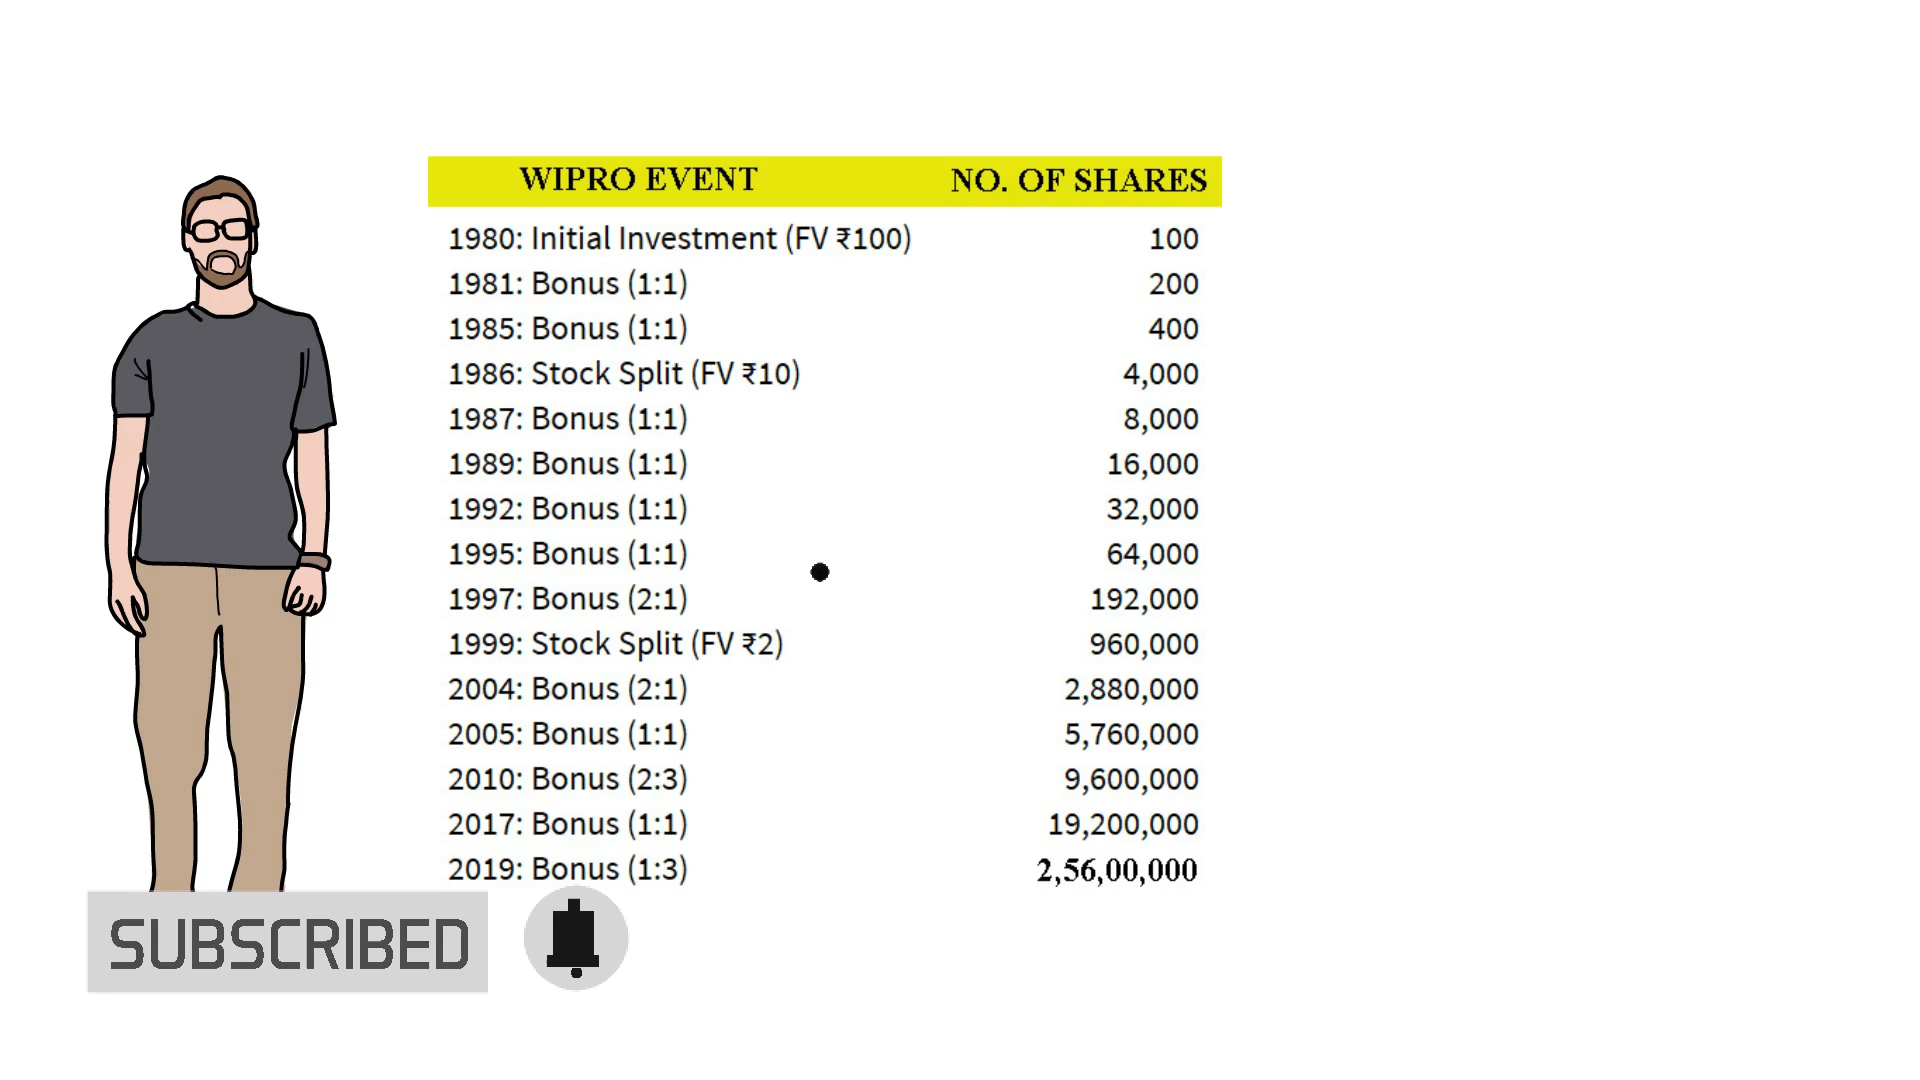 WIPRO EVENT NO. OF SHARES
1980: Initial Investment (FV ₹100) 100
1981: Bonus (1:1) 200
1985: Bonus (1:1) 400
1986: Stock Split (FV ₹10) 4,000
1987: Bonus (1:1) 8,000
1989: Bonus (1:1) 16,000
1992: Bonus (1:1) 32,000
1995: Bonus (1:1) 64,000
1997: Bonus (2:1) 192,000
1999: Stock Split (FV ₹2) 960,000
2004: Bonus (2:1) 2,880,000
2005: Bonus (1:1) 5,760,000
2010: Bonus (2:3) 9,600,000
2017: Bonus (1:1) 19,200,000
2019: Bonus (1:3) 2,56,00,000
SUBSCRIBED